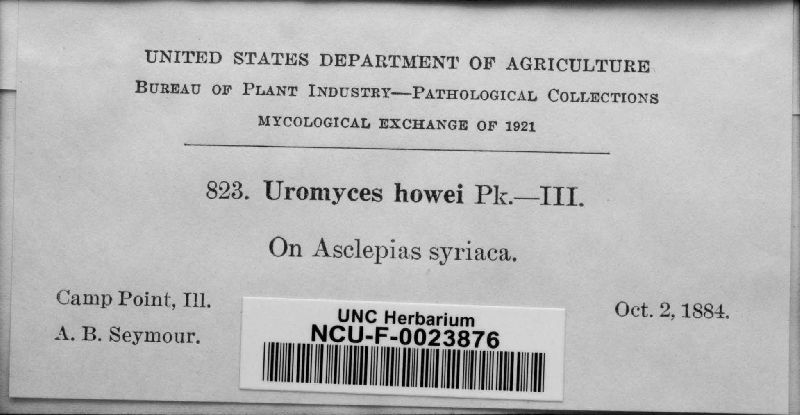 UNITED STATES DEPARTMENT OF AGRICULTURE
BUREAU OF PLANT INDUSTRY—PATHOLOGICAL COLLECTIONS
MYCOLOGICAL EXCHANGE OF 1921
823. Uromyces howei Pk.—III.
On Asclepias syriaca.
Camp Point, Ill.
Oct. 2, 1884.
A. B. Seymour.
UNC Herbarium
NCU-F-0023876